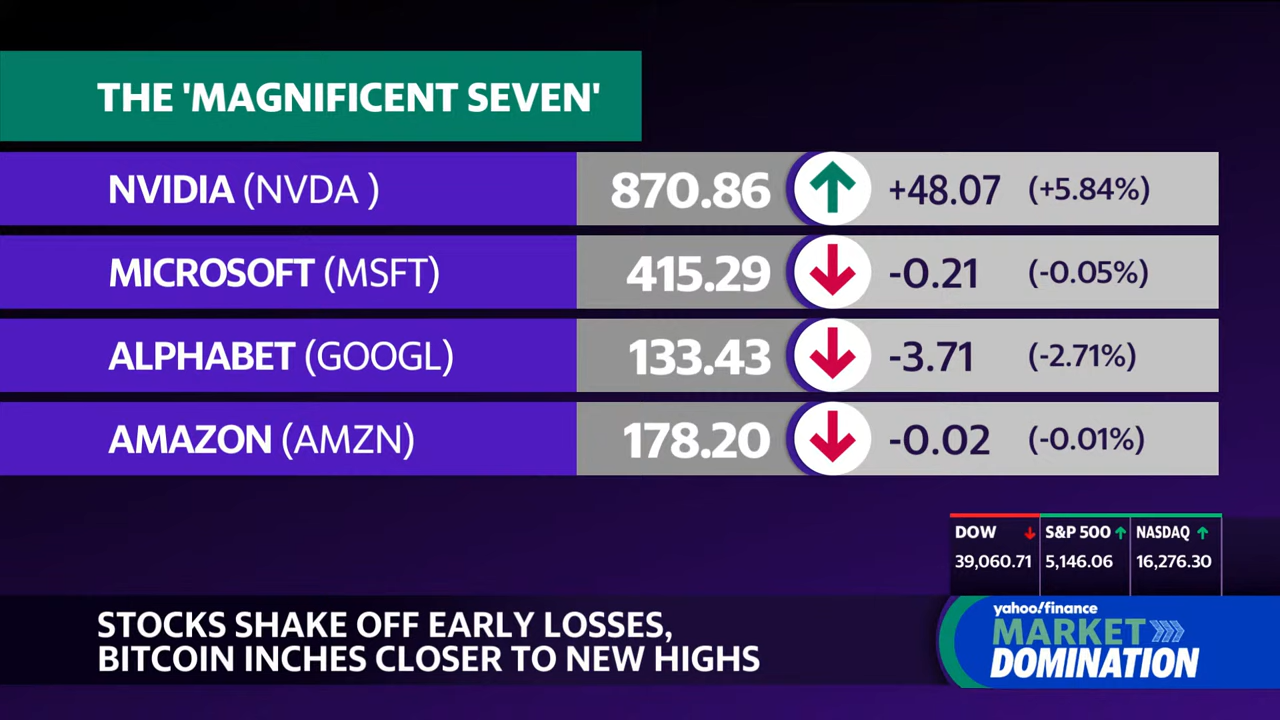 THE 'MAGNIFICENT SEVEN'
NVIDIA (NVDA ) 870.86 +48.07 (+5.84%)
MICROSOFT (MSFT) 415.29 -0.21 (-0.05%)
ALPHABET (GOOGL) 133.43 -3.71 (-2.71%)
AMAZON (AMZN) 178.20 -0.02 (-0.01%)
DOW S&P 500 NASDAQ
39,060.71 5,146.06 16,276.30
STOCKS SHAKE OFF EARLY LOSSES,
BITCOIN INCHES CLOSER TO NEW HIGHS
yahoo!finance
MARKET
DOMINATION